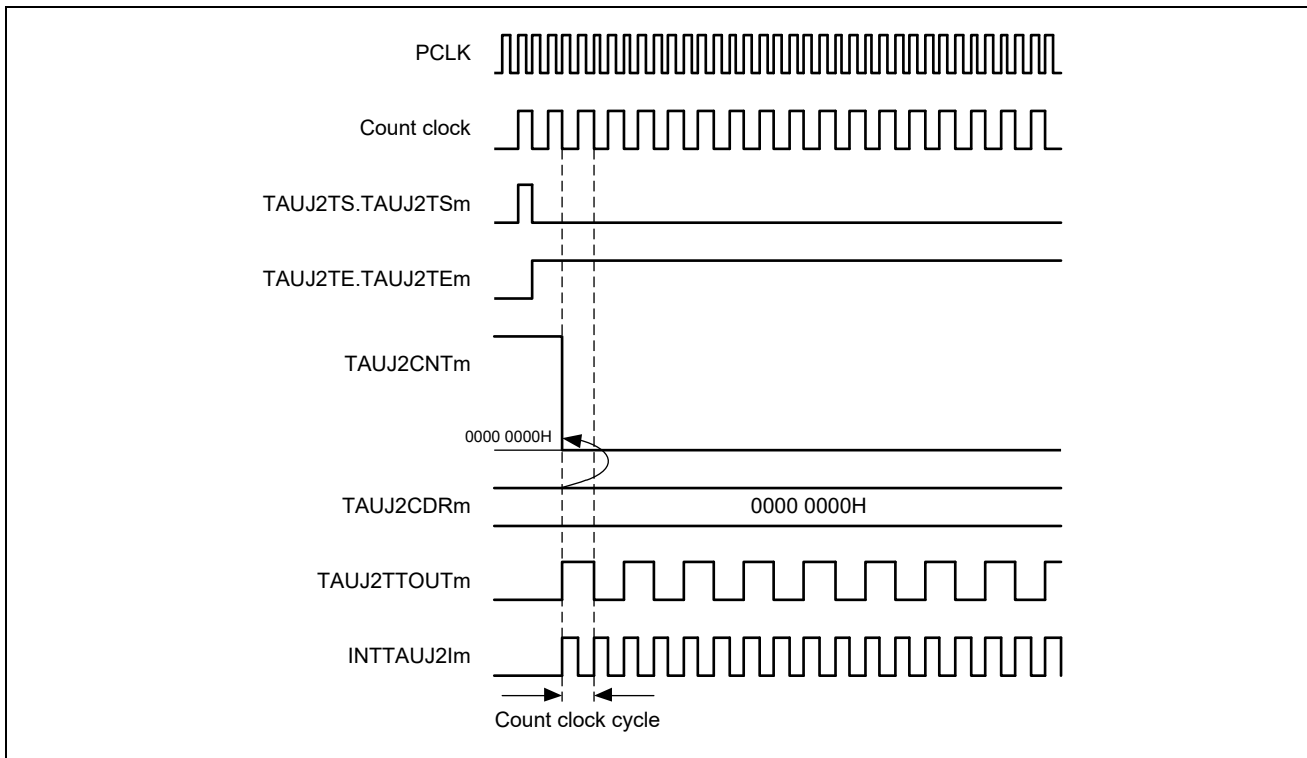 PCLK
Count clock
TAUJ2TS.TAUJ2TSm
TAUJ2TE.TAUJ2TEm
TAUJ2CNTm
0000 0000H
TAUJ2CDRm
0000 0000H
TAUJ2TTOUTm
INTTAUJ2Im
Count clock cycle